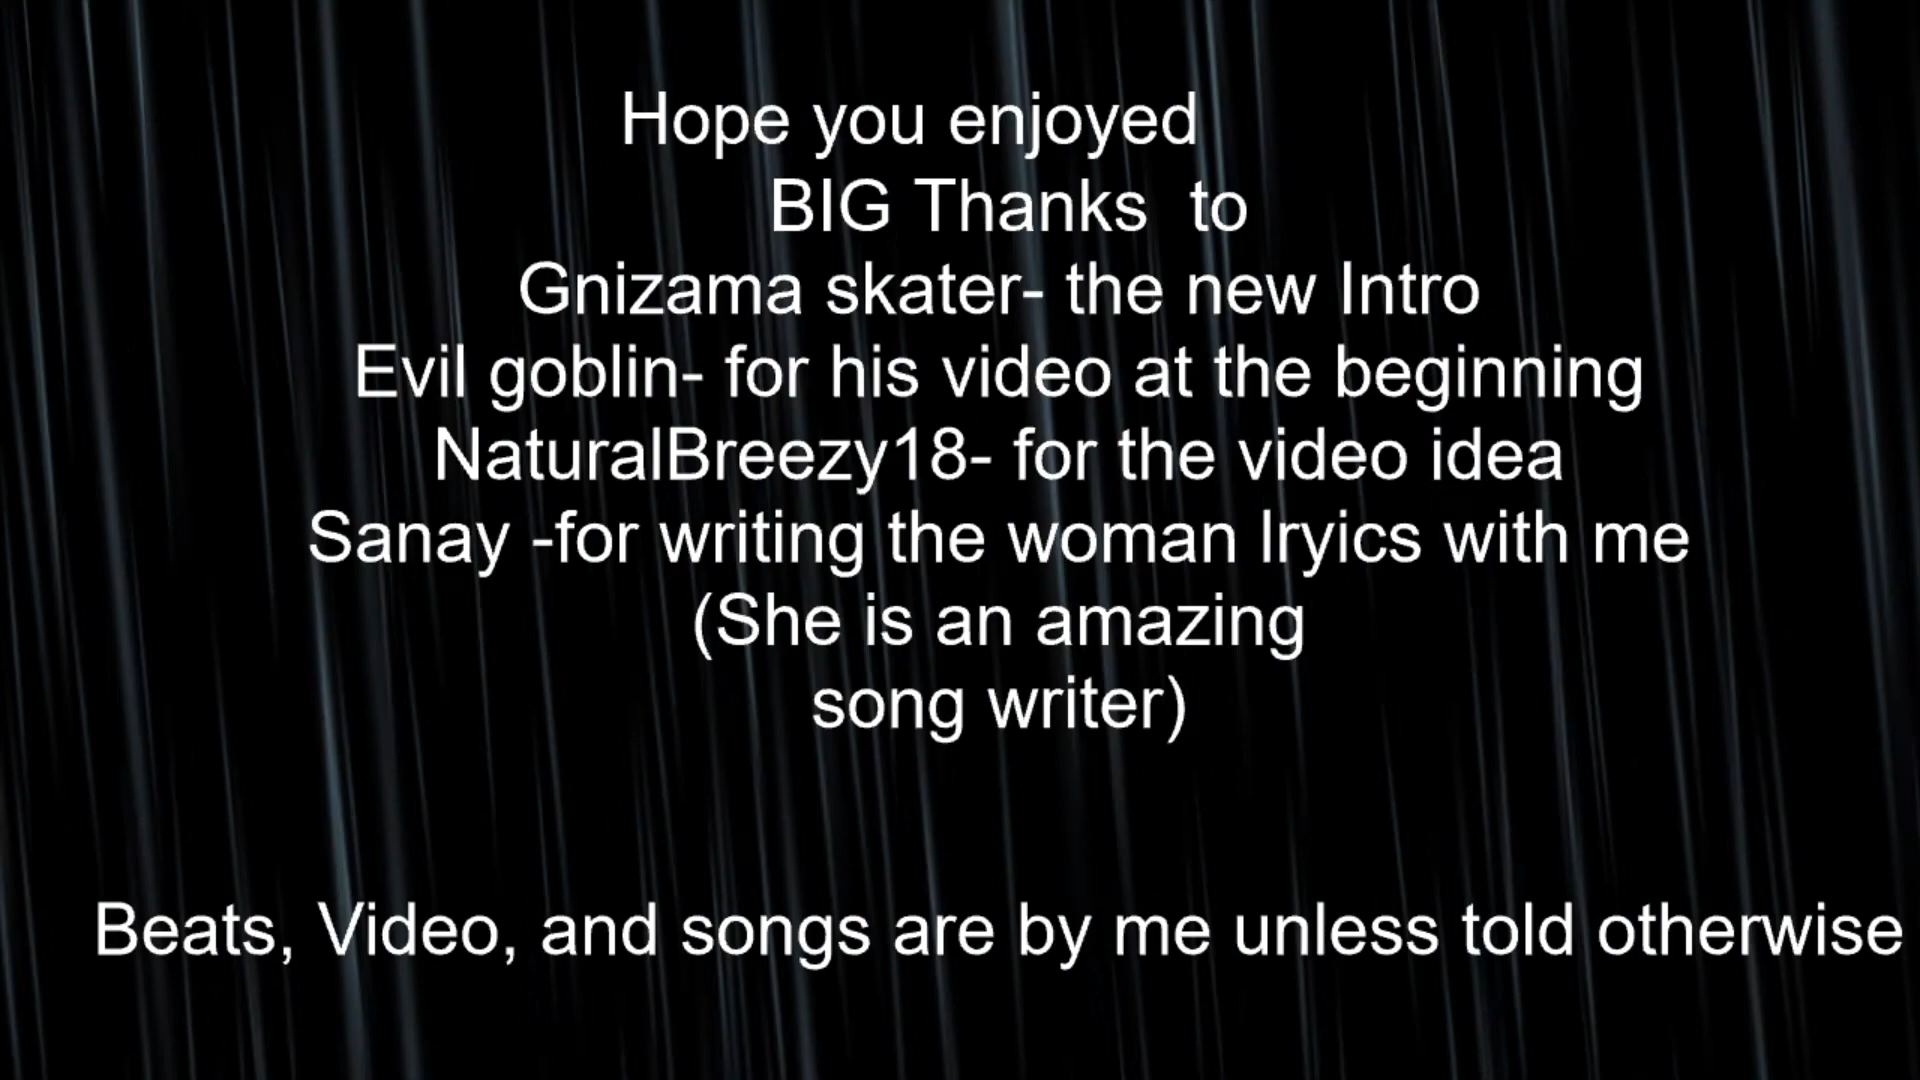 Hope you enjoyed
BIG Thanks  to
Gnizama skater- the new Intro
Evil goblin- for his video at the beginning
NaturalBreezy18- for the video idea
Sanay -for writing the woman lryics with me
(She is an amazing
song writer)
Beats, Video, and songs are by me unless told otherwise